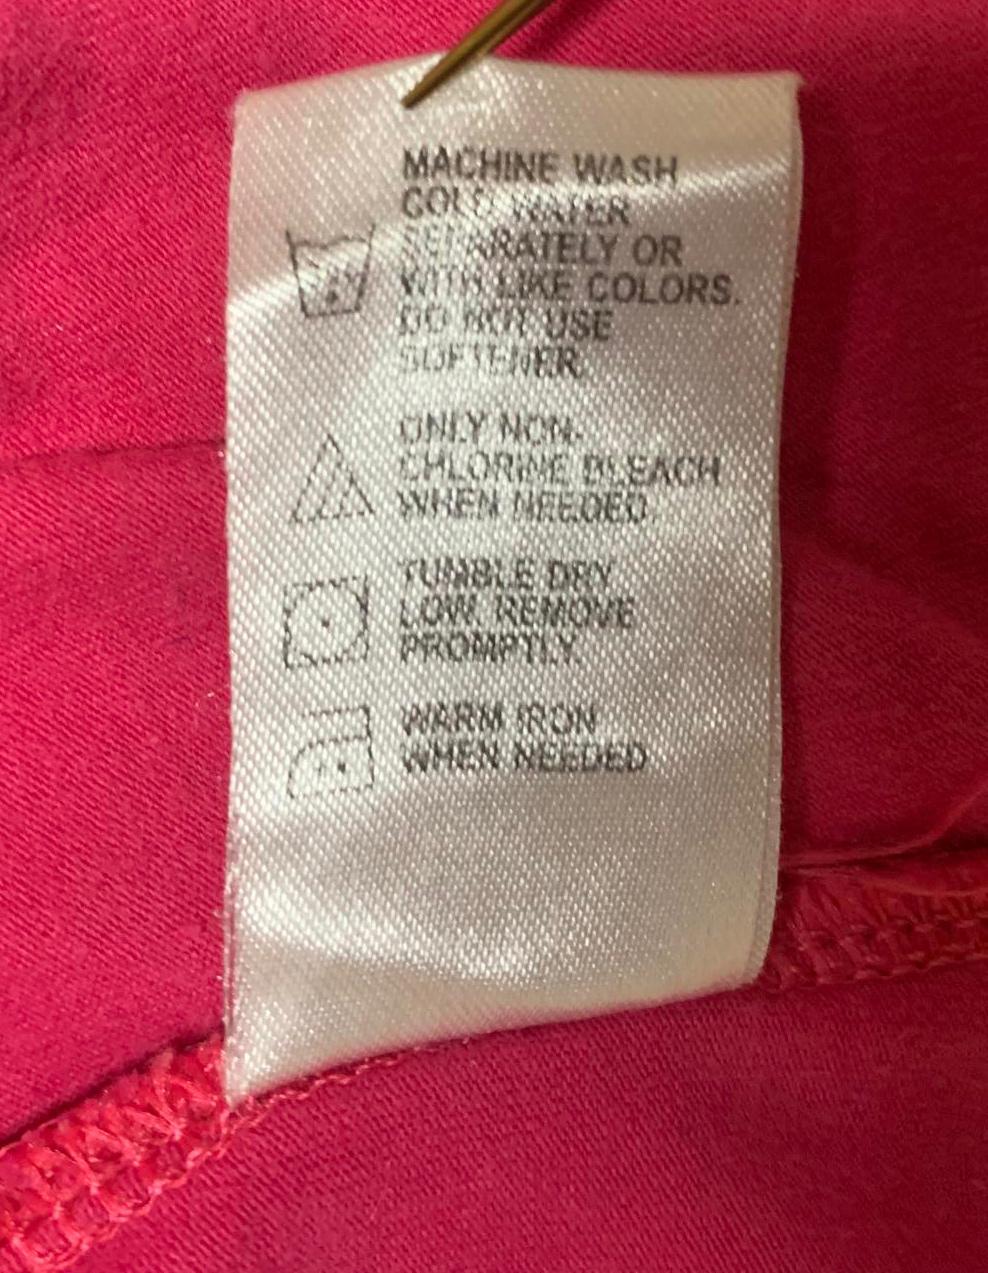 MACHINE WASH
COLD WATER
SEPARATELY OR
WITH LIKE COLORS.
DO NOT USE
SOFTENER.
ONLY NON-
CHLORINE BLEACH
WHEN NEEDED.
TUMBLE DRY
LOW. REMOVE
PROMPTLY.
WARM IRON
WHEN NEEDED